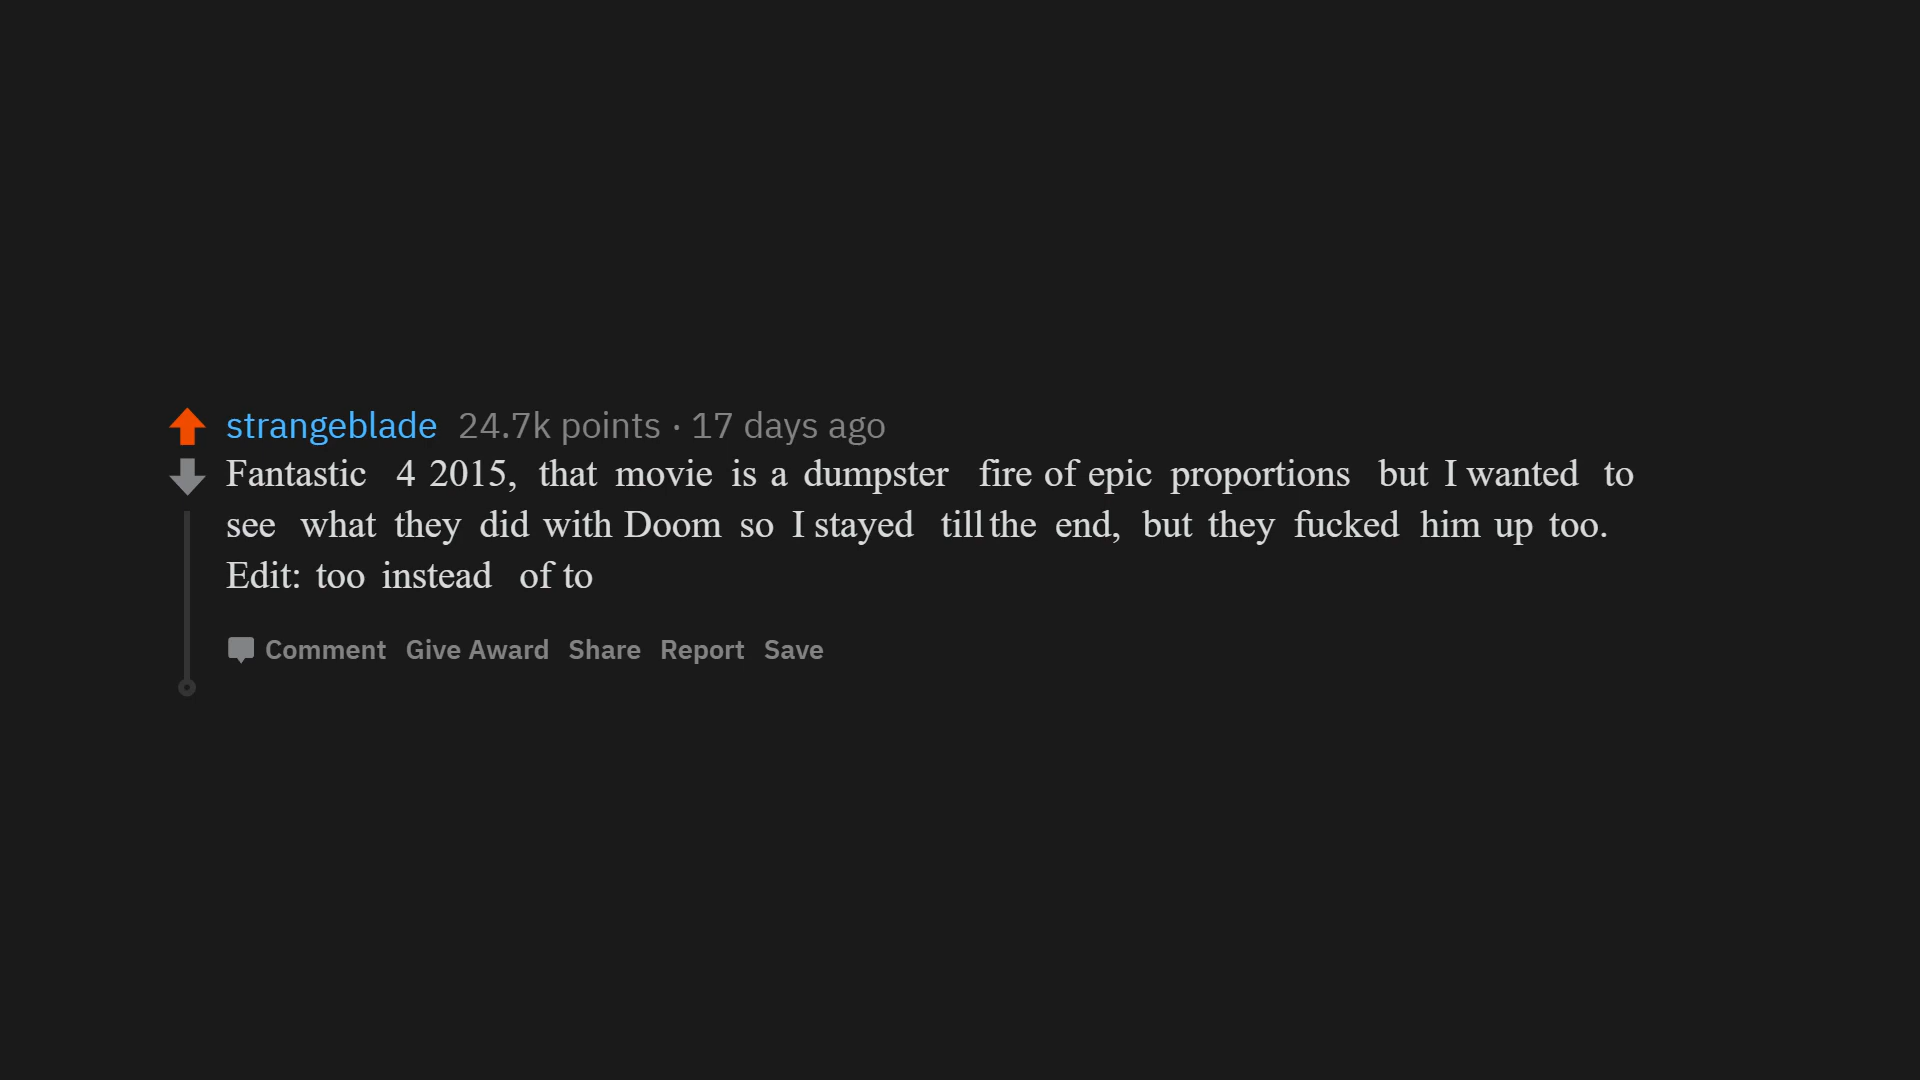 strangeblade 24.7k points · 17 days ago
Fantastic 4 2015, that movie is a dumpster fire of epic proportions but I wanted to
see what they did with Doom so I stayed till the end, but they fucked him up too.
Edit: too instead of to
Comment Give Award Share Report Save